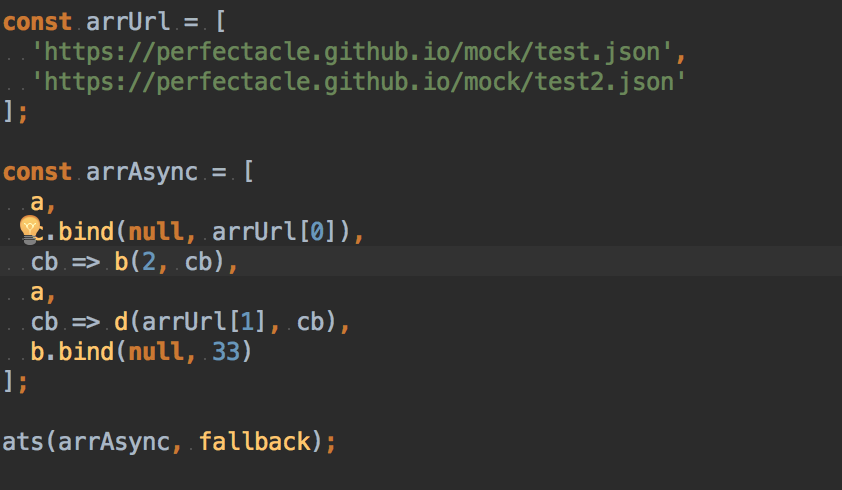 const arrUrl = [
  'https://perfectacle.github.io/mock/test.json',
  'https://perfectacle.github.io/mock/test2.json'
];

const arrAsync = [
  a,
  c.bind(null, arrUrl[0]),
  cb => b(2, cb),
  a,
  cb => d(arrUrl[1], cb),
  b.bind(null, 33)
];

ats(arrAsync, fallback);